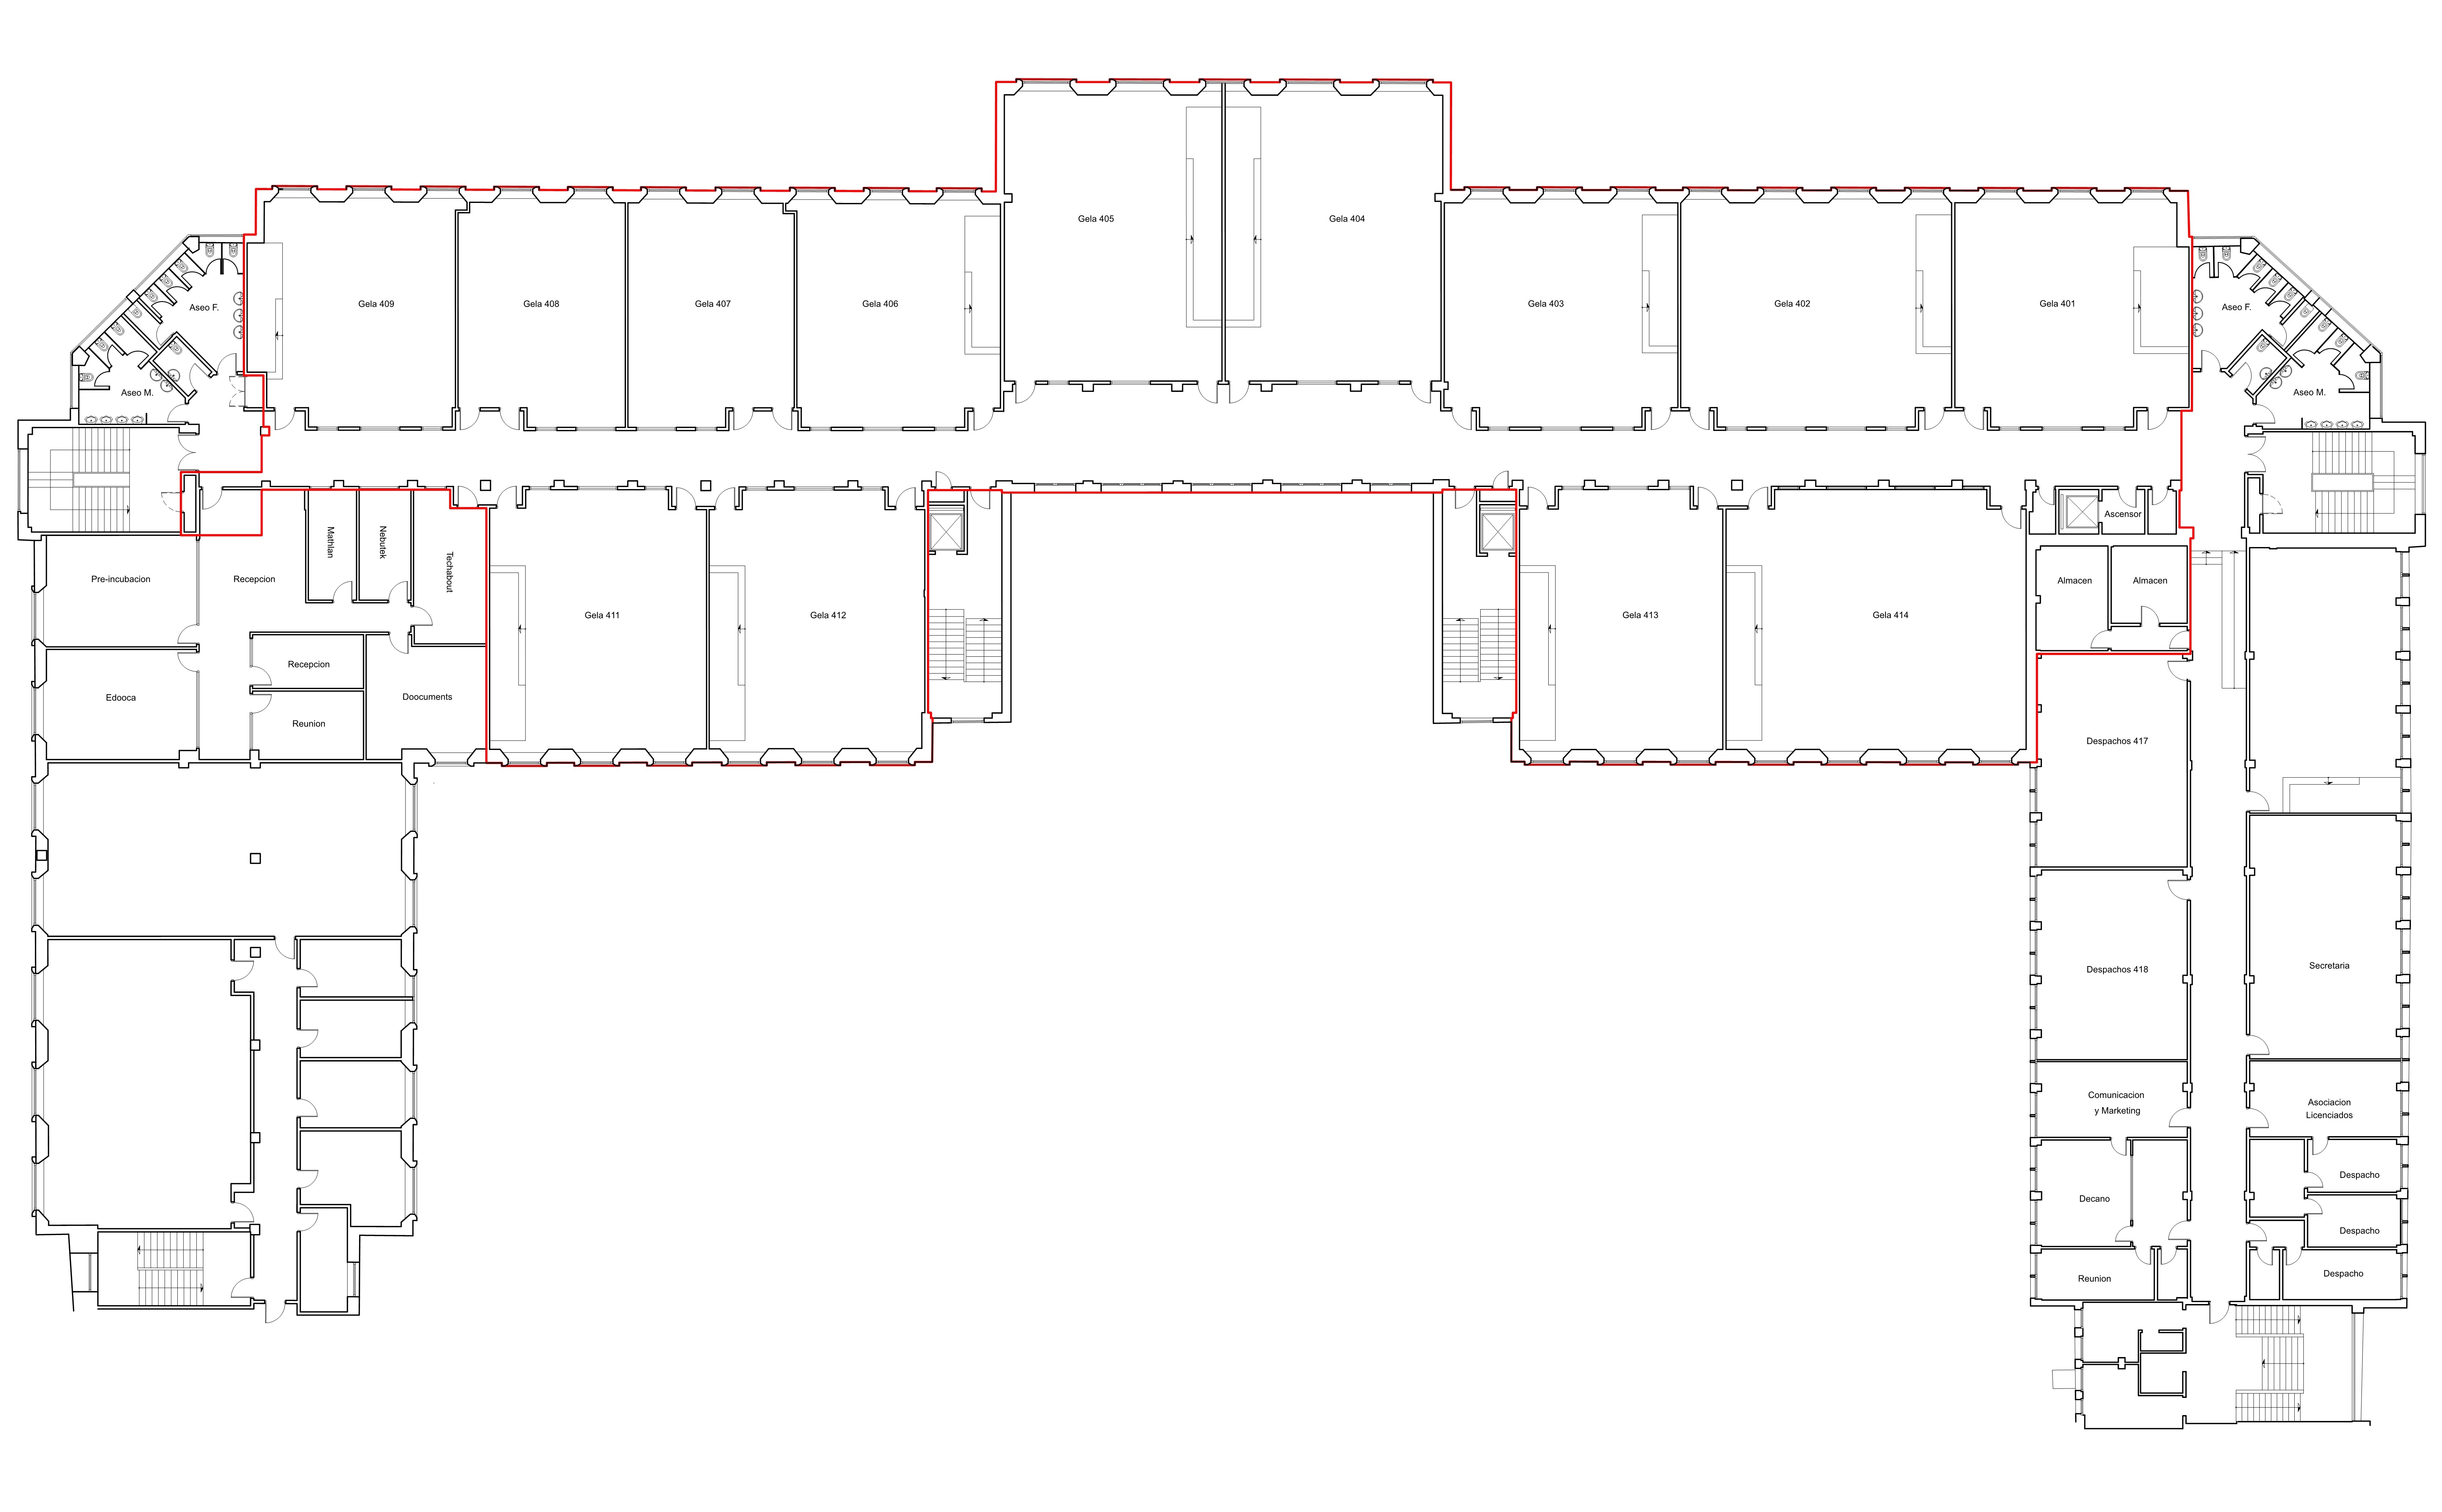 Gela 405
Gela 404
Gela 409
Gela 408
Gela 407
Gela 406
Gela 403
Gela 402
Gela 401
Aseo F.
Aseo F.
Aseo M.
Aseo M.
Ascensor
Mathlan
Nebutek
Techabout
Pre-incubacion
Recepcion
Almacen
Almacen
Gela 411
Gela 412
Gela 413
Gela 414
Recepcion
Edooca
Doocuments
Reunion
Despachos 417
Despachos 418
Secretaria
Comunicacion
y Marketing
Asociacion
Licenciados
Despacho
Decano
Despacho
Despacho
Reunion